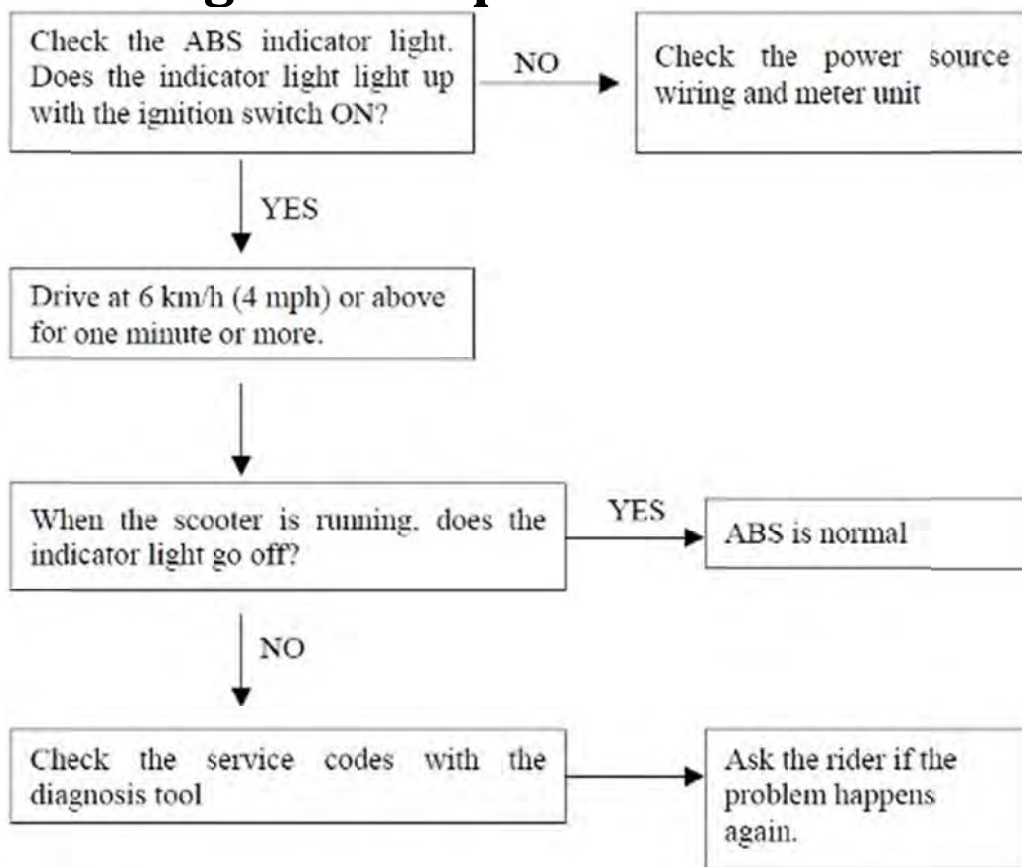 Check the ABS indicator light.
Does the indicator light light up
with the ignition switch ON?
NO
Check the power source
wiring and meter unit
YES
Drive at 6 km/h (4 mph) or above
for one minute or more.
When the scooter is running. does the
indicator light go off?
YES
ABS is normal
NO
Check the service codes with the
diagnosis tool
Ask the rider if the
problem happens
again.